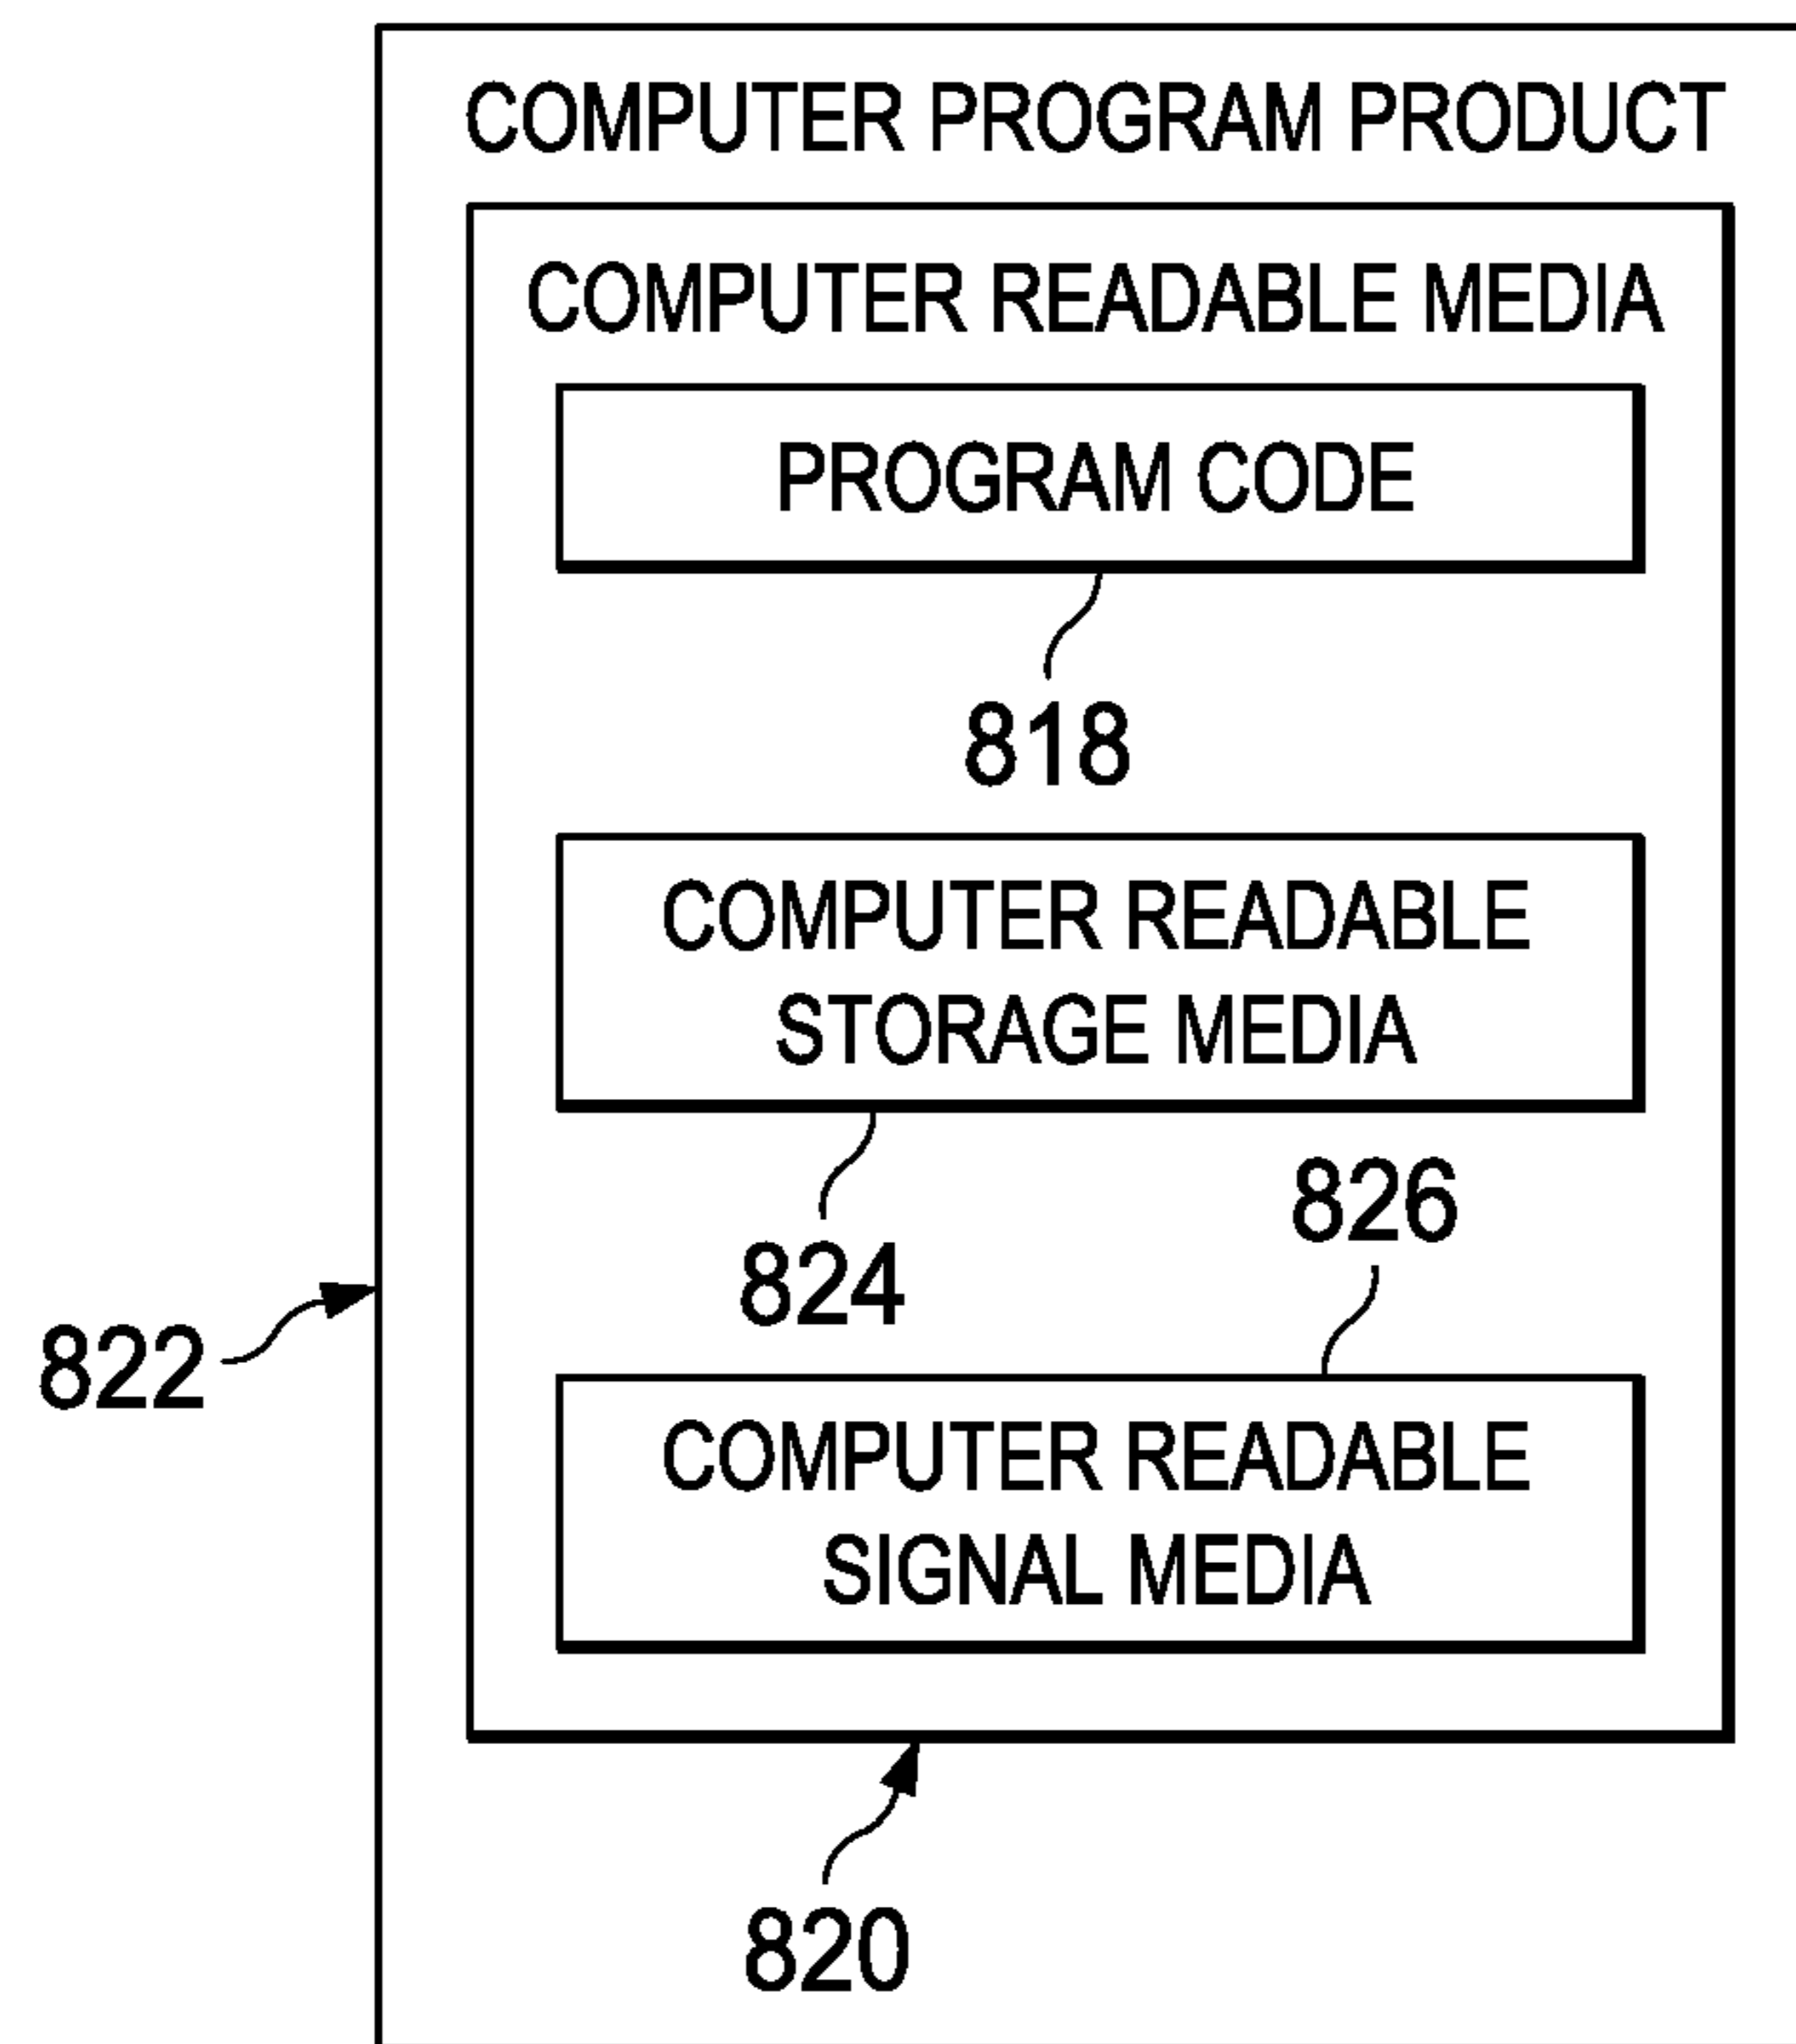 COMPUTER PROGRAM PRODUCT
COMPUTER READABLE MEDIA
PROGRAM CODE
818
COMPUTER READABLE
STORAGE MEDIA
824
826
822
COMPUTER READABLE
SIGNAL MEDIA
820